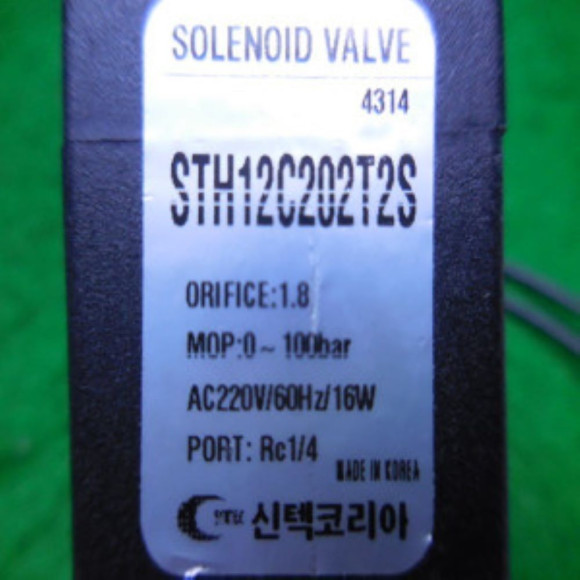 SOLENOID VALVE
4314
STH12C202T2S
ORIFICE:1.8
MOP:0~100bar
AC220V/60Hz/16W
PORT: Rc1/4
MADE IN KOREA
신텍코리아